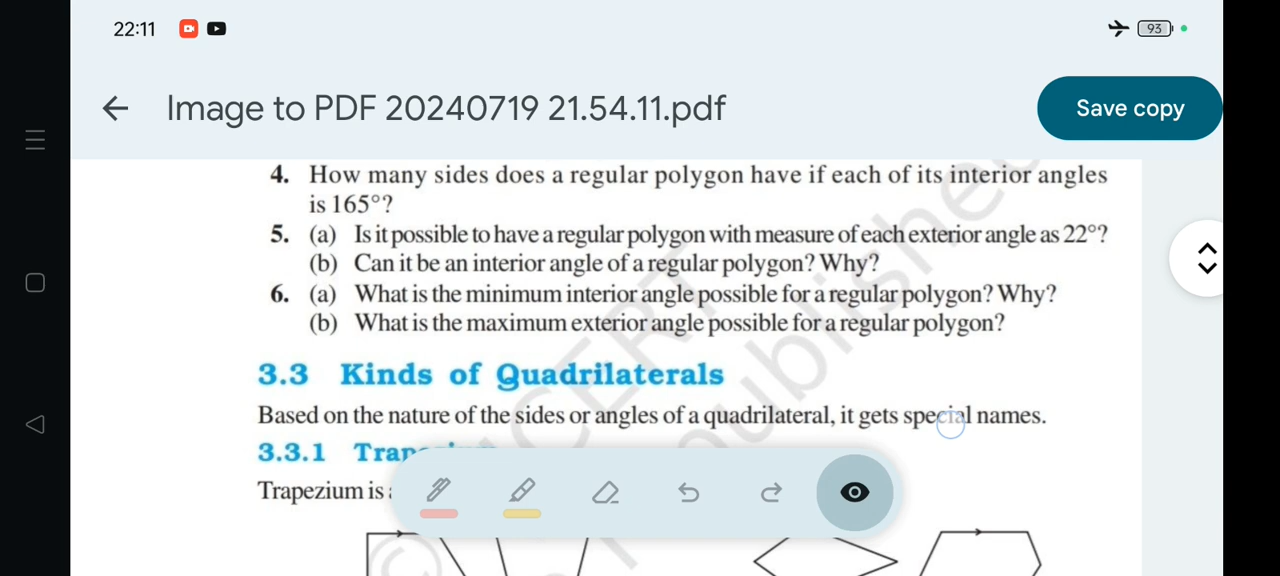 22:11
93
Image to PDF 20240719 21.54.11.pdf
Save copy
4. How many sides does a regular polygon have if each of its interior angles
is 165°?
5. (a) Is it possible to have a regular polygon with measure of each exterior angle as 22°?
(b) Can it be an interior angle of a regular polygon? Why?
6. (a) What is the minimum interior angle possible for a regular polygon? Why?
(b) What is the maximum exterior angle possible for a regular polygon?
3.3 Kinds of Quadrilaterals
Based on the nature of the sides or angles of a quadrilateral, it gets special names.
3.3.1
Trapezium is